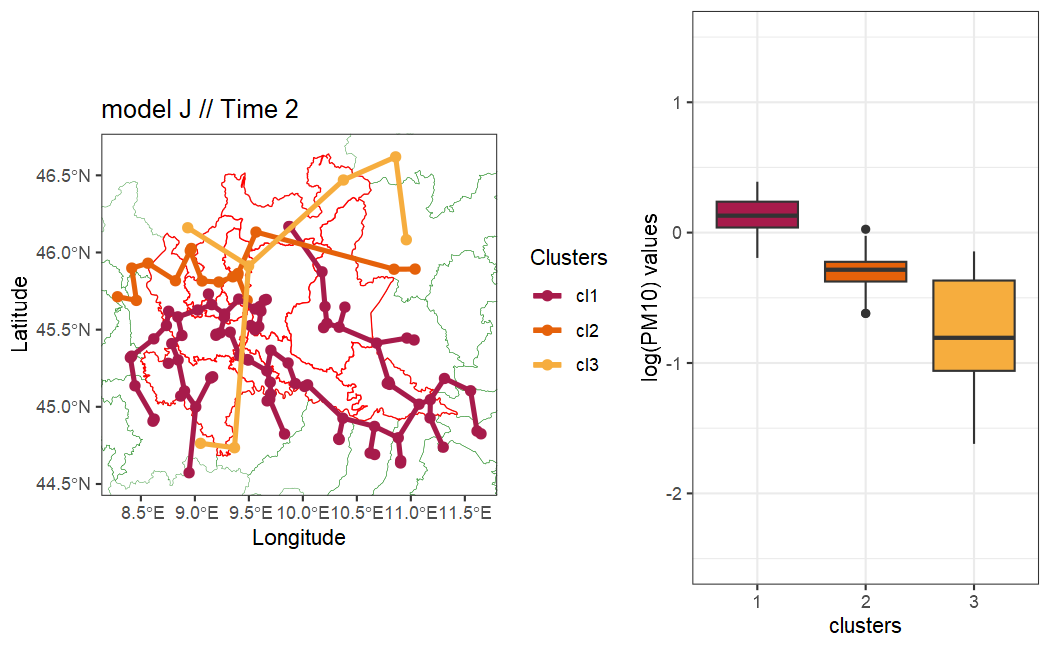 model J // Time 2
46.5°N
46.0°N
45.5°N
45.0°N
44.5°N
Latitude
8.5°E 9.0°E 9.5°E 10.0°E 10.5°E 11.0°E 11.5°E
Longitude
Clusters
cl1
cl2
cl3
log(PM10) values
1
0
-1
-2
1 2 3
clusters